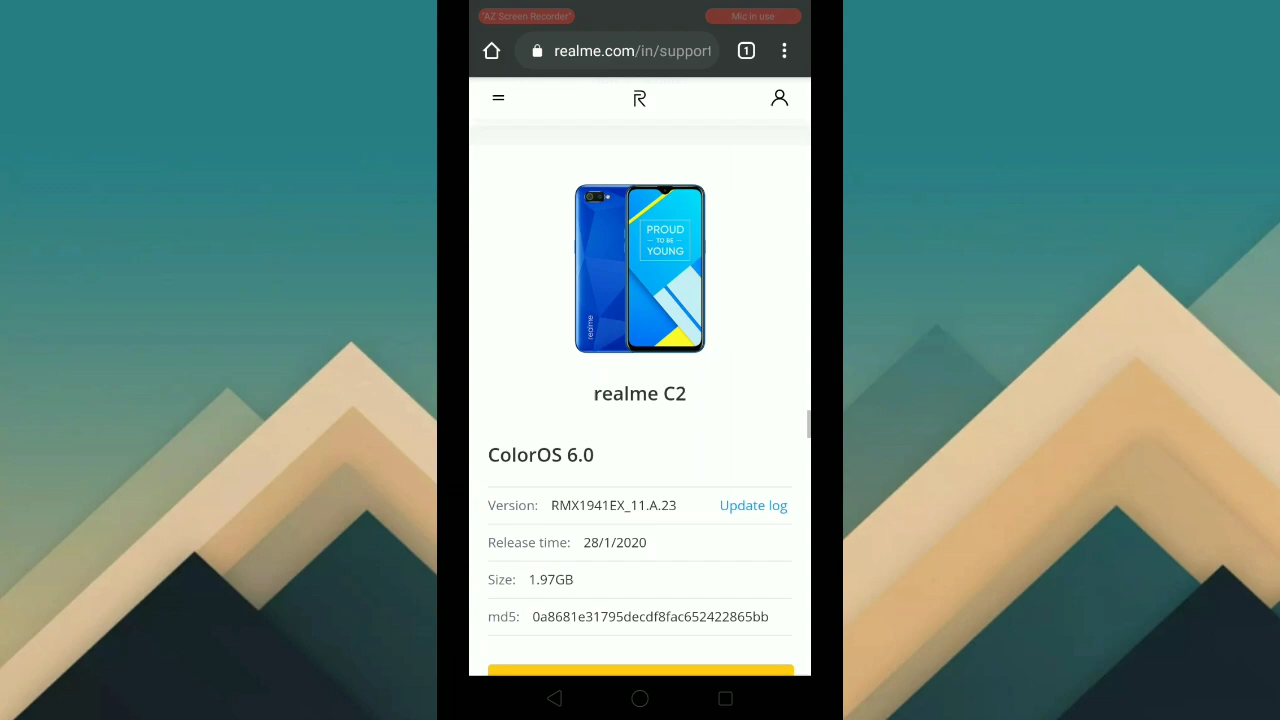 "AZ Screen Recorder" Mic in use
realme.com/in/support 1
PROUD
TO BE
YOUNG
realme
realme C2
ColorOS 6.0
Version: RMX1941EX_11.A.23 Update log
Release time: 28/1/2020
Size: 1.97GB
md5: 0a8681e31795decdf8fac652422865bb